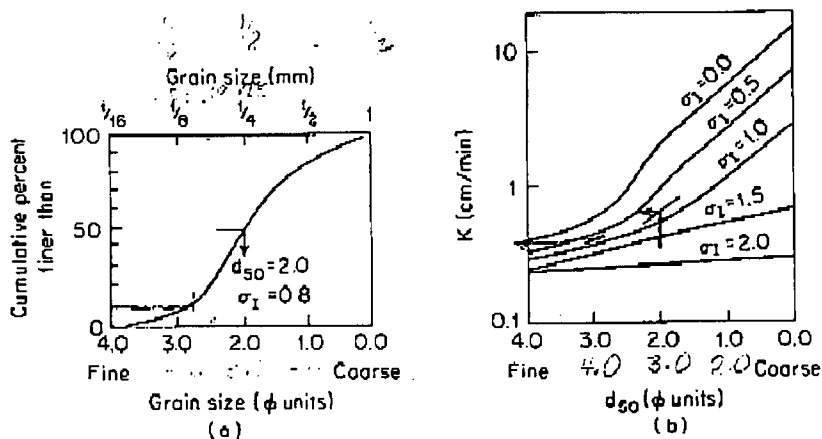 Grain size (mm)
1/16 1/8 1/4 1/2 1
Cumulative percent
finer than
100
50
0
d50=2.0
σI=0.8
4.0 3.0 2.0 1.0 0.0
Fine Coarse
Grain size (φ units)
(a)
K (cm/min)
10
1
0.1
σI=0.0
σI=0.5
σI=1.0
σI=1.5
σI=2.0
4.0 3.0 2.0 1.0 0.0
Fine 4.0 3.0 2.0 Coarse
d50 (φ units)
(b)